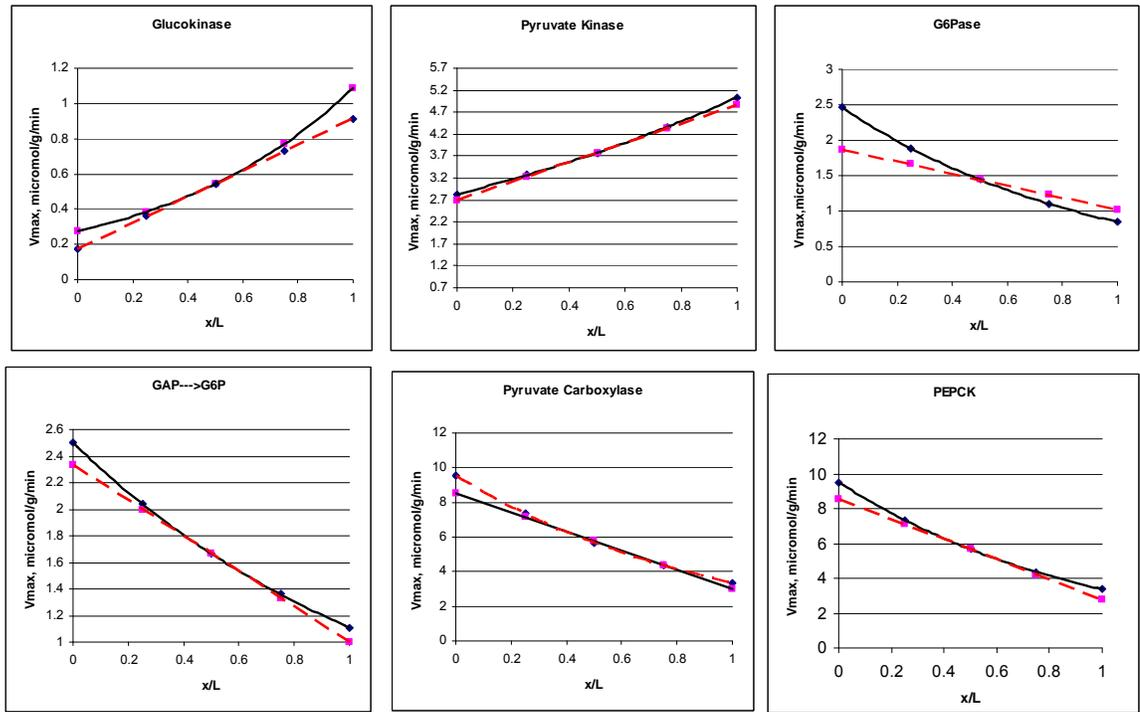 Glucokinase
Vmax, micromol/g/min
1.2
1
0.8
0.6
0.4
0.2
0
0 0.2 0.4 0.6 0.8 1
x/L
Pyruvate Kinase
Vmax, micromol/g/min
5.7
5.2
4.7
4.2
3.7
3.2
2.7
2.2
1.7
1.2
0.7
0 0.2 0.4 0.6 0.8 1
x/L
G6Pase
Vmax,micromol/g/min
3
2.5
2
1.5
1
0.5
0
0 0.2 0.4 0.6 0.8 1
x/L
GAP--->G6P
Vmax, micromol/g/min
2.6
2.4
2.2
2
1.8
1.6
1.4
1.2
1
0 0.2 0.4 0.6 0.8 1
x/L
Pyruvate Carboxylase
Vmax, micromol/g/min
12
10
8
6
4
2
0
0 0.2 0.4 0.6 0.8 1
x/L
PEPCK
Vmax, micromol/g/min
12
10
8
6
4
2
0
0 0.2 0.4 0.6 0.8 1
x/L